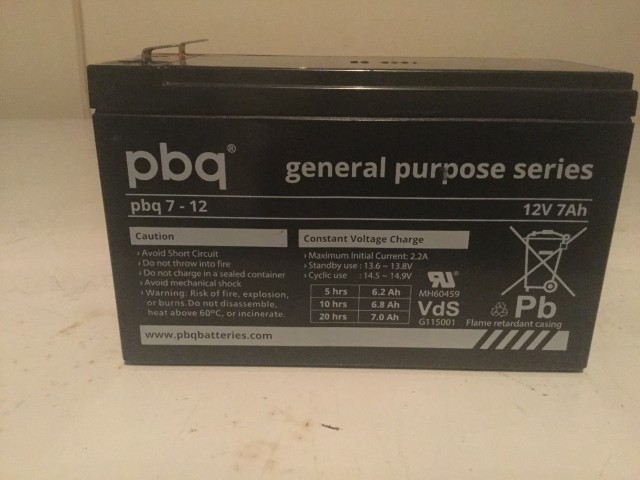 pbq®
general purpose series
pbq 7 - 12
12V 7Ah
Caution
› Avoid Short Circuit
› Do not throw into fire
› Do not charge in a sealed container
› Avoid mechanical shock
› Warning: Risk of fire, explosion,
or burns. Do not disassemble,
heat above 60°C, or incinerate.
Constant Voltage Charge
› Maximum Initial Current: 2.2A
› Standby use : 13.6 ~ 13.8V
› Cyclic use : 14.5 ~ 14.9V
5 hrs 6.2 Ah
10 hrs 6.8 Ah
20 hrs 7.0 Ah
MH60459
VdS
G115001
Pb
Flame retardant casing
www.pbqbatteries.com